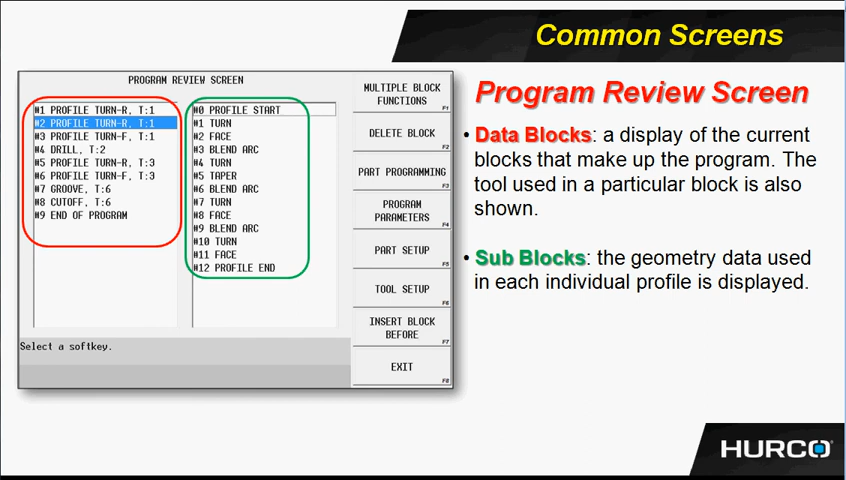 Common Screens
PROGRAM REVIEW SCREEN
#1 PROFILE TURN-R, T:1
#2 PROFILE TURN-R, T:1
#3 PROFILE TURN-F, T:1
#4 DRILL, T:2
#5 PROFILE TURN-R, T:3
#6 PROFILE TURN-F, T:3
#7 GROOVE, T:6
#8 CUTOFF, T:6
#9 END OF PROGRAM
#0 PROFILE START
#1 TURN
#2 FACE
#3 BLEND ARC
#4 TURN
#5 TAPER
#6 BLEND ARC
#7 TURN
#8 FACE
#9 BLEND ARC
#10 TURN
#11 FACE
#12 PROFILE END
MULTIPLE BLOCK
FUNCTIONS
F1
DELETE BLOCK
F2
PART PROGRAMMING
F3
PROGRAM
PARAMETERS
F4
PART SETUP
F5
TOOL SETUP
F6
INSERT BLOCK
BEFORE
F7
EXIT
F8
Select a softkey.
Program Review Screen
• Data Blocks: a display of the current
blocks that make up the program. The
tool used in a particular block is also
shown.
• Sub Blocks: the geometry data used
in each individual profile is displayed.
HURCO